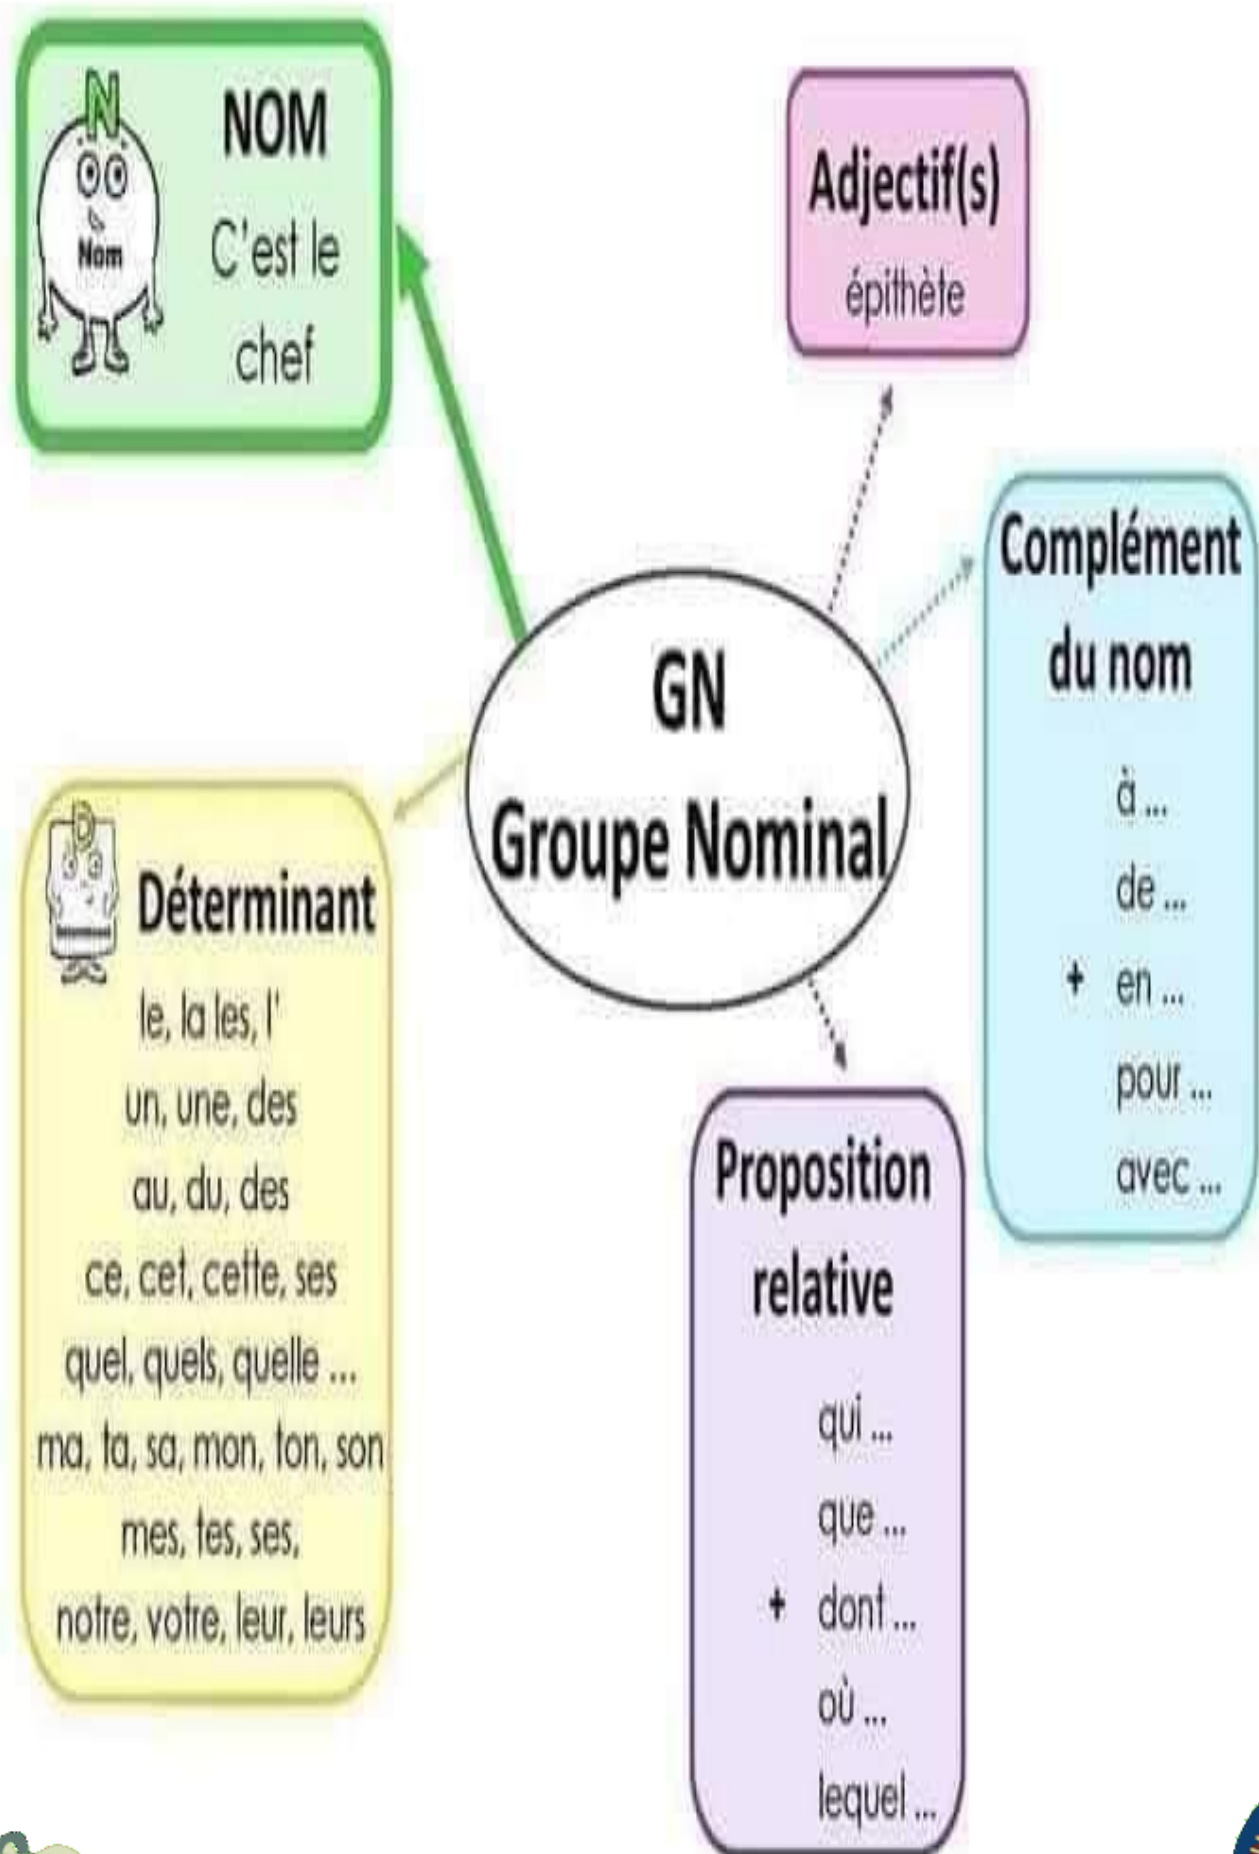 N
Nom
NOM
C'est le
chef
Adjectif(s)
épithète
GN
Groupe Nominal
Complément
du nom
à ...
de ...
+ en ...
pour ...
avec ...
D
Déterminant
le, la les, l'
un, une, des
au, du, des
ce, cet, cette, ses
quel, quels, quelle ...
ma, ta, sa, mon, ton, son
mes, tes, ses,
notre, votre, leur, leurs
Proposition
relative
qui ...
que ...
+ dont ...
où ...
lequel ...